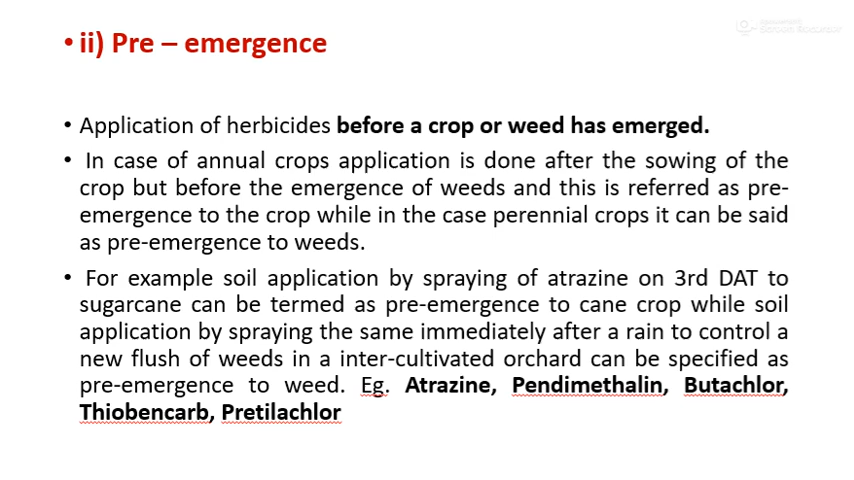 • ii) Pre – emergence
• Application of herbicides before a crop or weed has emerged.
• In case of annual crops application is done after the sowing of the
crop but before the emergence of weeds and this is referred as pre-
emergence to the crop while in the case perennial crops it can be said
as pre-emergence to weeds.
• For example soil application by spraying of atrazine on 3rd DAT to
sugarcane can be termed as pre-emergence to cane crop while soil
application by spraying the same immediately after a rain to control a
new flush of weeds in a inter-cultivated orchard can be specified as
pre-emergence to weed. Eg. Atrazine, Pendimethalin, Butachlor,
Thiobencarb, Pretilachlor